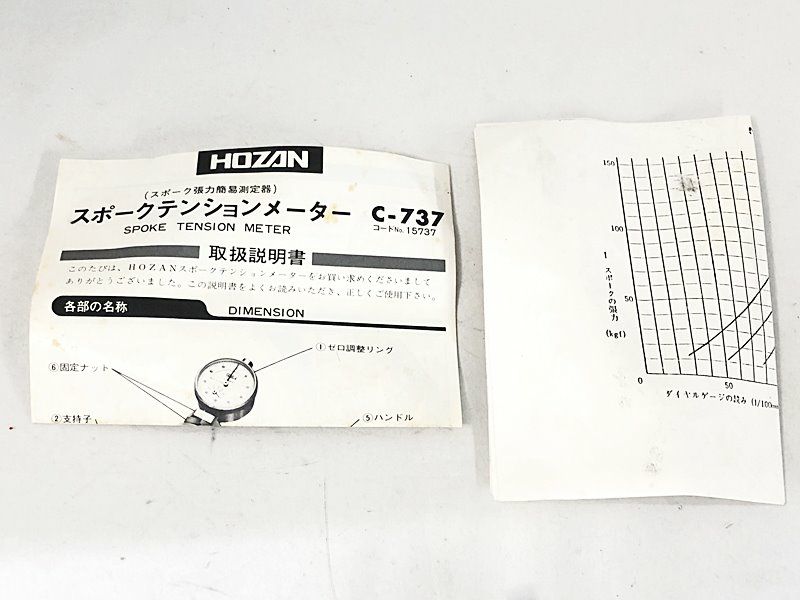 HOZAN
(スポーク張力簡易測定器)
スポークテンションメーター C-737
SPOKE TENSION METER コードNo. 15737
取扱説明書
このたびは、HOZANスポークテンションメーターをお買い求めくださいまして
ありがとうございました。この説明書をよくお読みいただき、正しくご使用下さい。
各部の名称 DIMENSION
①ゼロ調整リング
⑥固定ナット
②支持子 ⑤ハンドル
150
100
スポークの張力
50
(kgf)
0 50
ダイヤルゲージの読み (1/100mm